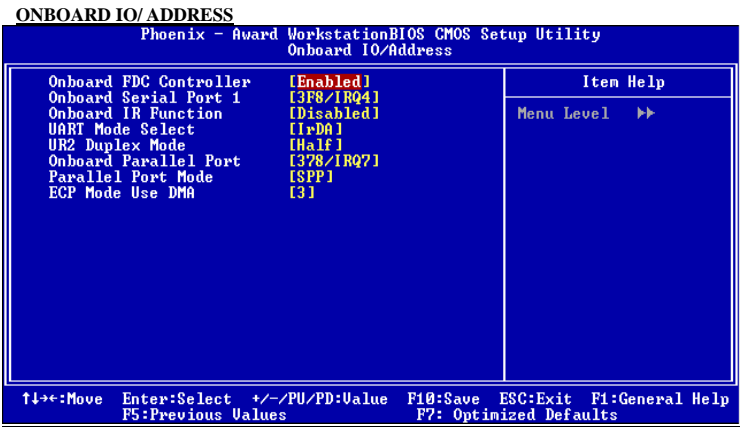 ONBOARD IO/ ADDRESS
Phoenix - Award WorkstationBIOS CMOS Setup Utility
Onboard IO/Address
Onboard FDC Controller [Enabled]
Onboard Serial Port 1 [3F8/IRQ4]
Onboard IR Function [Disabled]
UART Mode Select [IrDA]
UR2 Duplex Mode [Half]
Onboard Parallel Port [378/IRQ7]
Parallel Port Mode [SPP]
ECP Mode Use DMA [3]
Item Help
Menu Level ▸▸
↑↓→←:Move Enter:Select +/-/PU/PD:Value F10:Save ESC:Exit F1:General Help
F5:Previous Values F7: Optimized Defaults